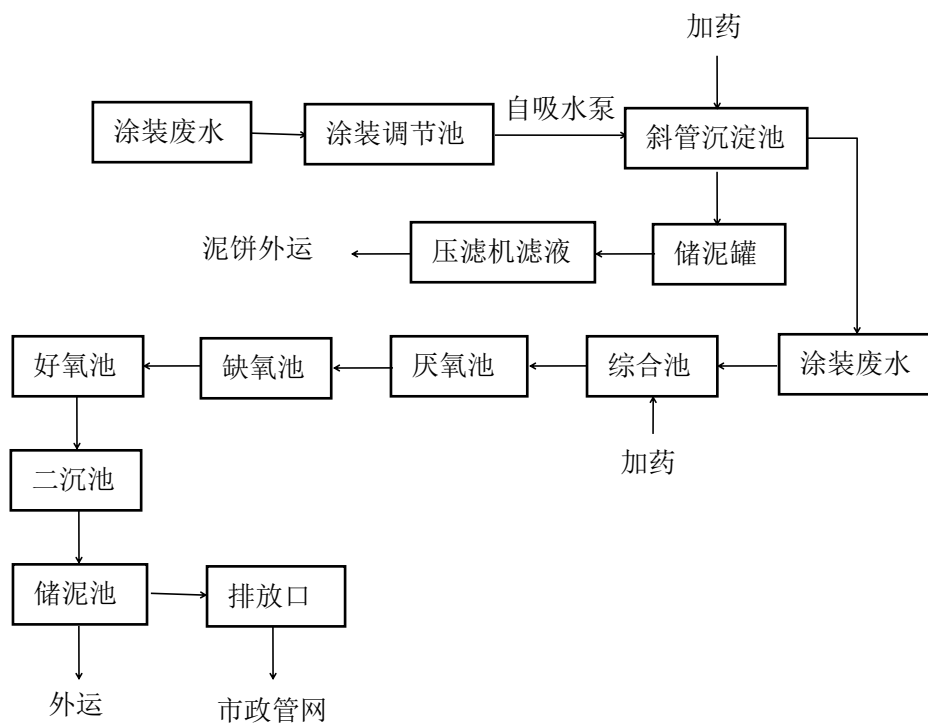 加药
涂装废水
涂装调节池
自吸水泵
斜管沉淀池
泥饼外运
压滤机滤液
储泥罐
好氧池
缺氧池
厌氧池
综合池
涂装废水
加药
二沉池
储泥池
排放口
外运
市政管网